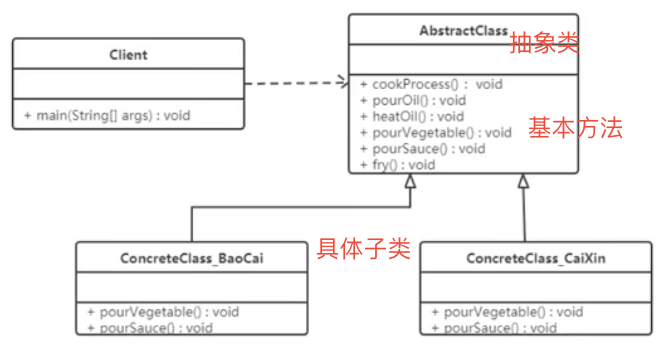 AbstractClass
抽象类
Client
+ main(String[] args) : void
+ cookProcess() : void
+ pourOil() : void
+ heatOil() : void
+ pourVegetable() : void
+ pourSauce() : void
+ fry() : void
基本方法
具体子类
ConcreteClass_BaoCai
+ pourVegetable() : void
+ pourSauce() : void
ConcreteClass_CaiXin
+ pourVegetable() : void
+ pourSauce() : void